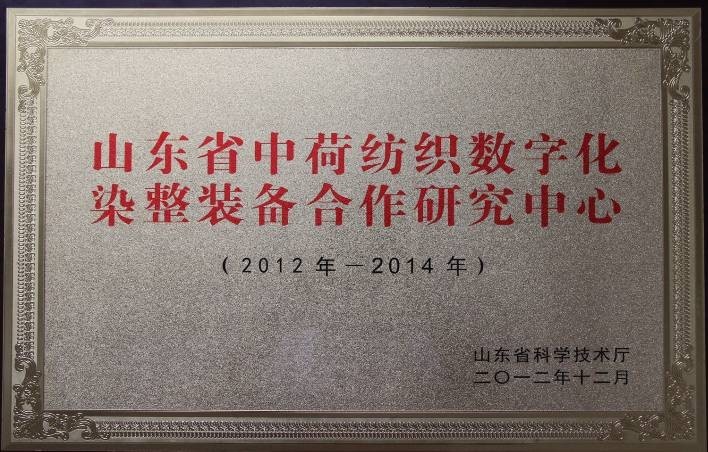 山东省中荷纺织数字化
染整装备合作研究中心
（2012年－2014年）
山东省科学技术厅
二〇一二年十二月